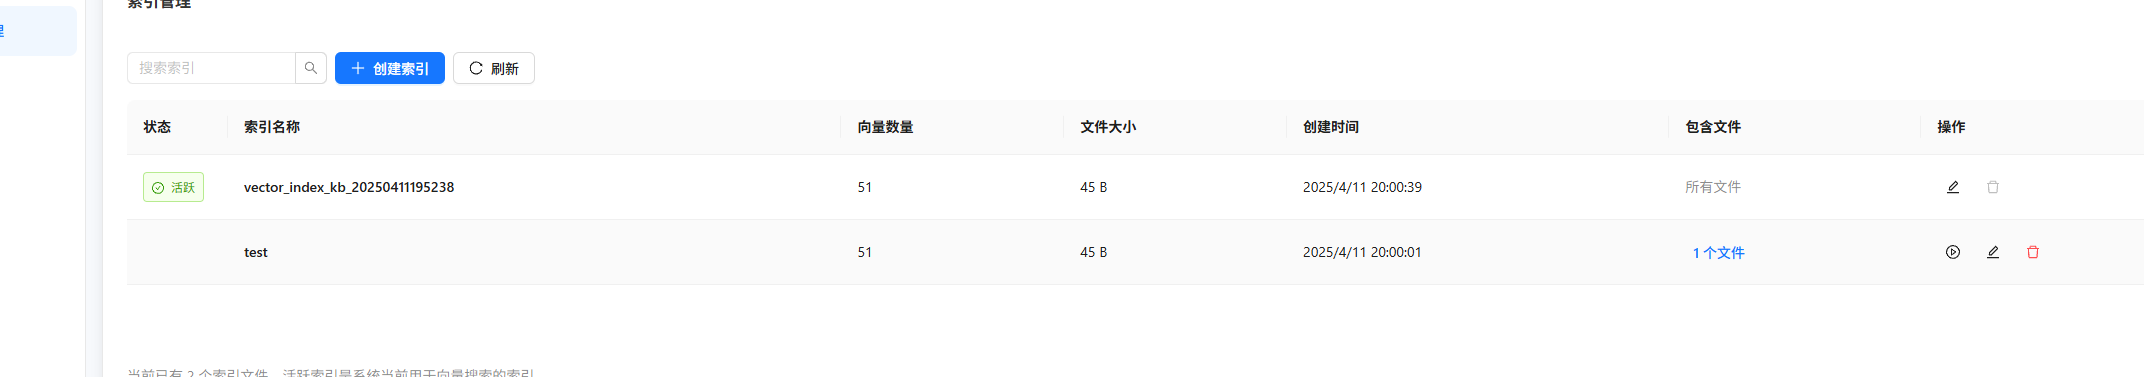 索引管理
理
搜索索引 创建索引 刷新
状态 索引名称 向量数量 文件大小 创建时间 包含文件 操作
活跃 vector_index_kb_20250411195238 51 45 B 2025/4/11 20:00:39 所有文件
test 51 45 B 2025/4/11 20:00:01 1 个文件
当前已有 2 个索引文件，活跃索引是系统当前用于向量搜索的索引